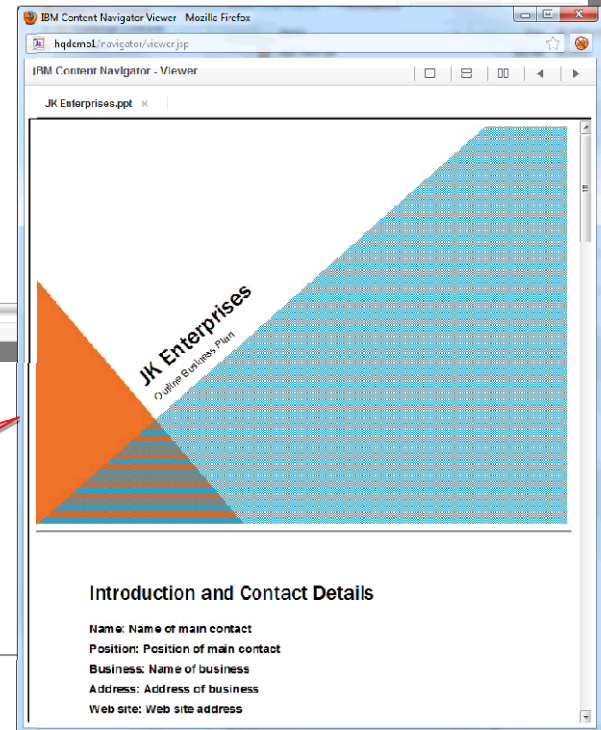 IBM Content Navigator Viewer - Mozilla Firefox
hqdemo1/navigator/viewer.jsp
IBM Content Navigator - Viewer
JK Enterprises.ppt ×
JK Enterprises
Outline Business Plan
Introduction and Contact Details
Name: Name of main contact
Position: Position of main contact
Business: Name of business
Address: Address of business
Web site: Web site address